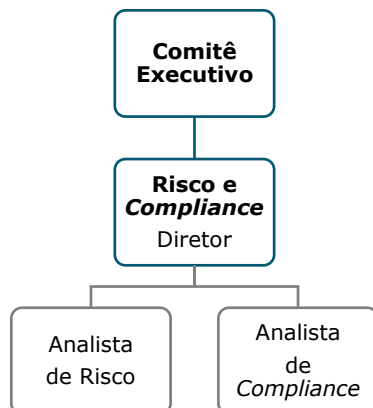 Comitê
Executivo
Risco e
Compliance
Diretor
Analista
de Risco
Analista
de
Compliance